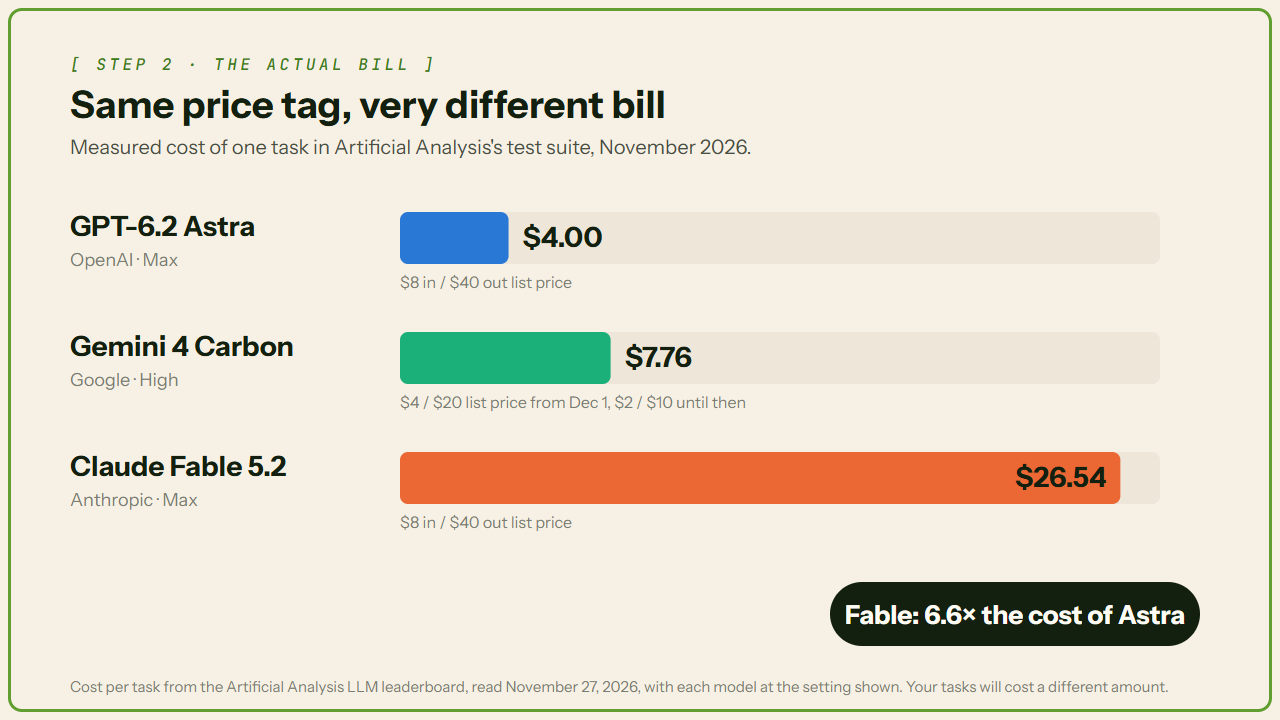 [ STEP 2 · THE ACTUAL BILL ]
Same price tag, very different bill
Measured cost of one task in Artificial Analysis's test suite, November 2026.
GPT-6.2 Astra
OpenAI · Max
$4.00
$8 in / $40 out list price
Gemini 4 Carbon
Google · High
$7.76
$4 / $20 list price from Dec 1, $2 / $10 until then
Claude Fable 5.2
Anthropic · Max
$26.54
$8 in / $40 out list price
Fable: 6.6× the cost of Astra
Cost per task from the Artificial Analysis LLM leaderboard, read November 27, 2026, with each model at the setting shown. Your tasks will cost a different amount.